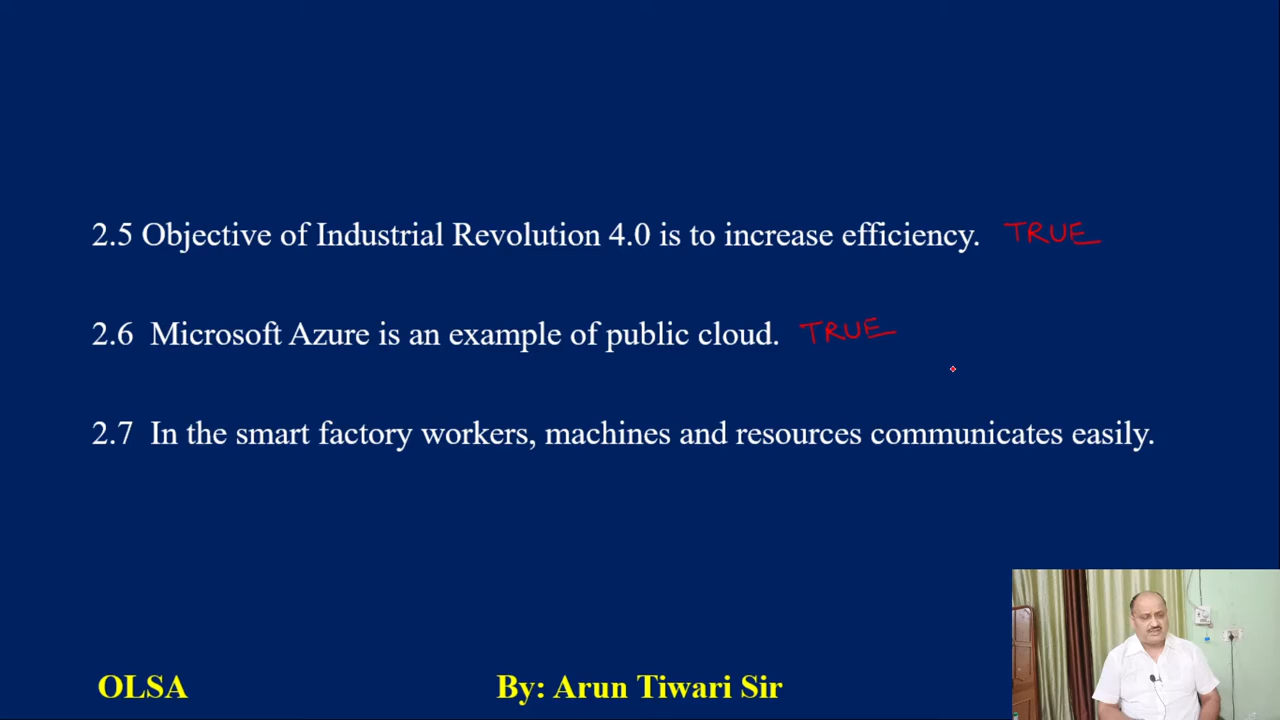 2.5 Objective of Industrial Revolution 4.0 is to increase efficiency. TRUE
2.6 Microsoft Azure is an example of public cloud. TRUE
2.7 In the smart factory workers, machines and resources communicates easily.
OLSA By: Arun Tiwari Sir